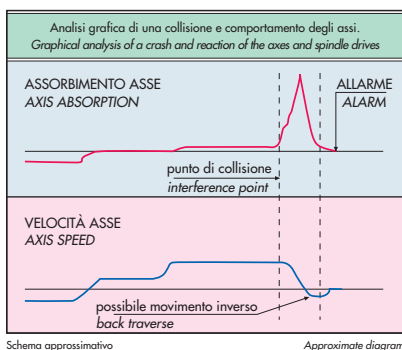 Analisi grafica di una collisione e comportamento degli assi.
Graphical analysis of a crash and reaction of the axes and spindle drives
ASSORBIMENTO ASSE
AXIS ABSORPTION
ALLARME
ALARM
punto di collisione
interference point
VELOCITÀ ASSE
AXIS SPEED
possibile movimento inverso
back traverse
Schema approssimativo
Approximate diagram